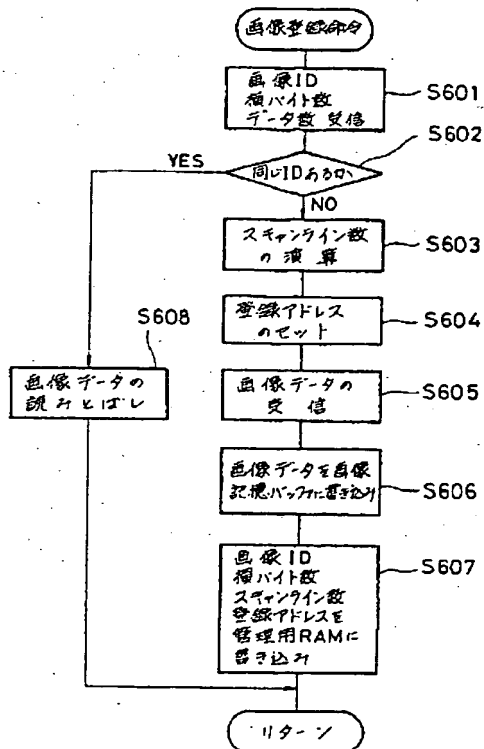 画像登録命令
画像ID
横バイト数
データ数 受信
S601
S602
YES
同じIDあるか
NO
スキャンライン数
の演算
S603
登録アドレス
のセット
S604
S608
画像データの
読みとばし
画像データの
受信
S605
画像データを画像
記憶バッファに書き込み
S606
画像ID
横バイト数
スキャンライン数
登録アドレスを
管理用RAMに
書き込み
S607
リターン